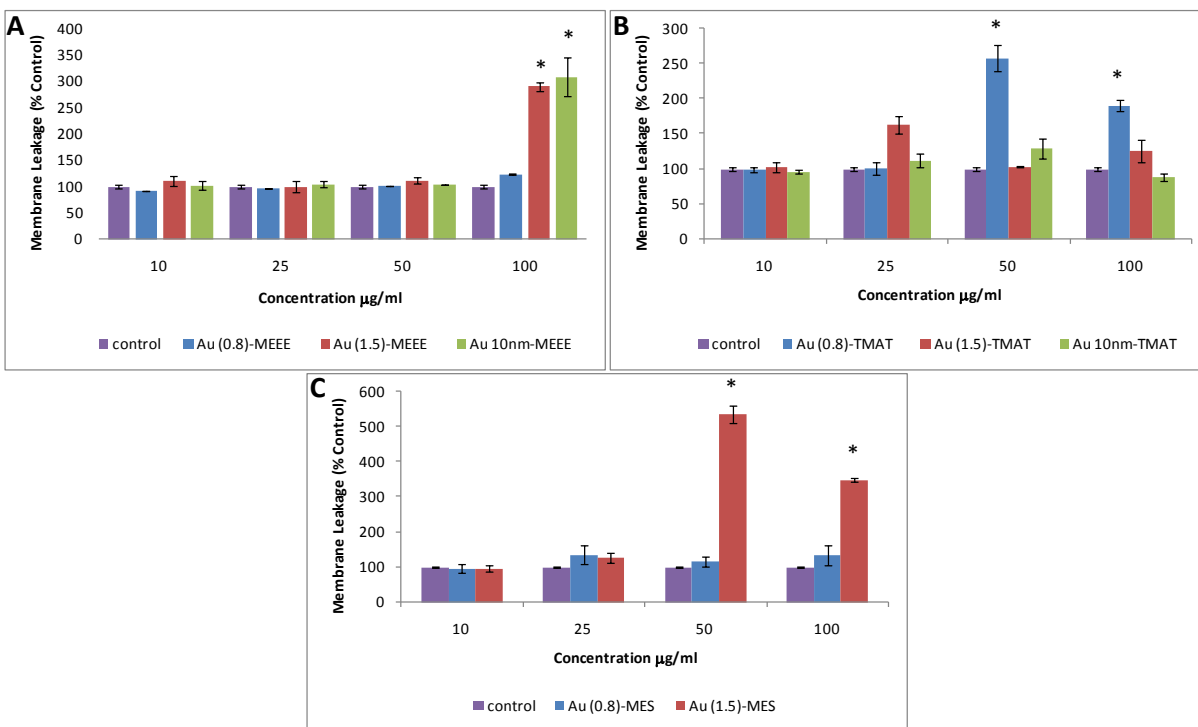 A
Membrane Leakage (% Control)
400
350
300
250
200
150
100
50
0
* *
10 25 50 100
Concentration µg/ml
control Au (0.8)-MEEE Au (1.5)-MEEE Au 10nm-MEEE
B
Membrane Leakage (% Control)
300
250
200
150
100
50
0
* *
10 25 50 100
Concentration µg/ml
control Au (0.8)-TMAT Au (1.5)-TMAT Au 10nm-TMAT
C
Membrane Leakage (% Control)
600
500
400
300
200
100
0
* *
10 25 50 100
Concentration µg/ml
control Au (0.8)-MES Au (1.5)-MES